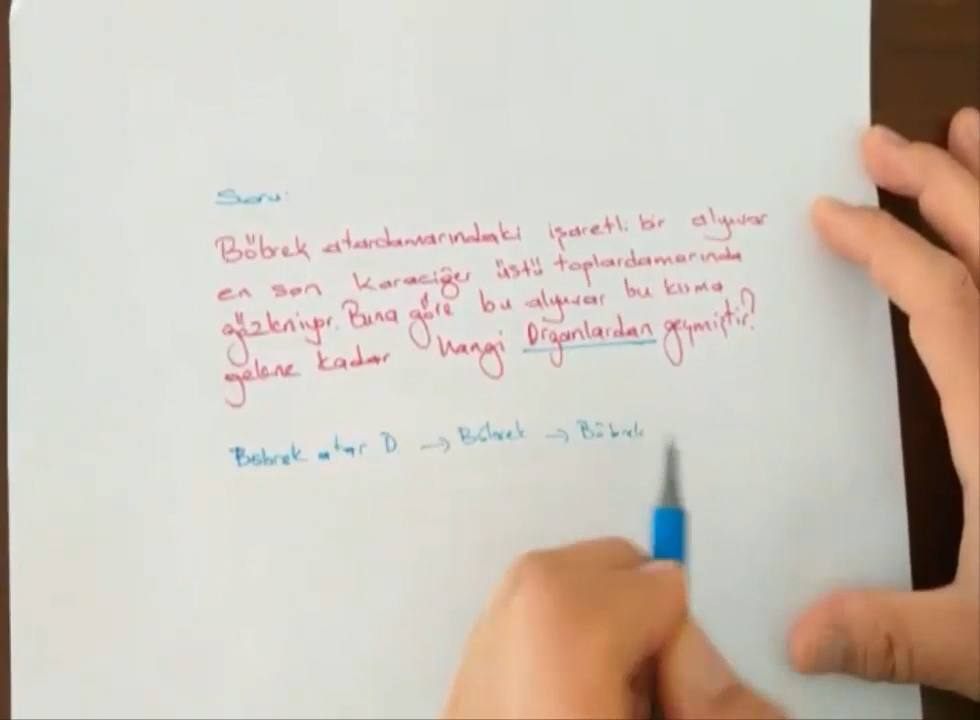 Soru:
Böbrek atardamarındaki işaretli bir alyuvar
en son karaciğer üstü toplardamarında
gözleniyor. Buna göre bu alyuvar bu kısma
gelene kadar hangi Organlardan geçmiştir?
Böbrek atar D. → Böbrek → Böbrek